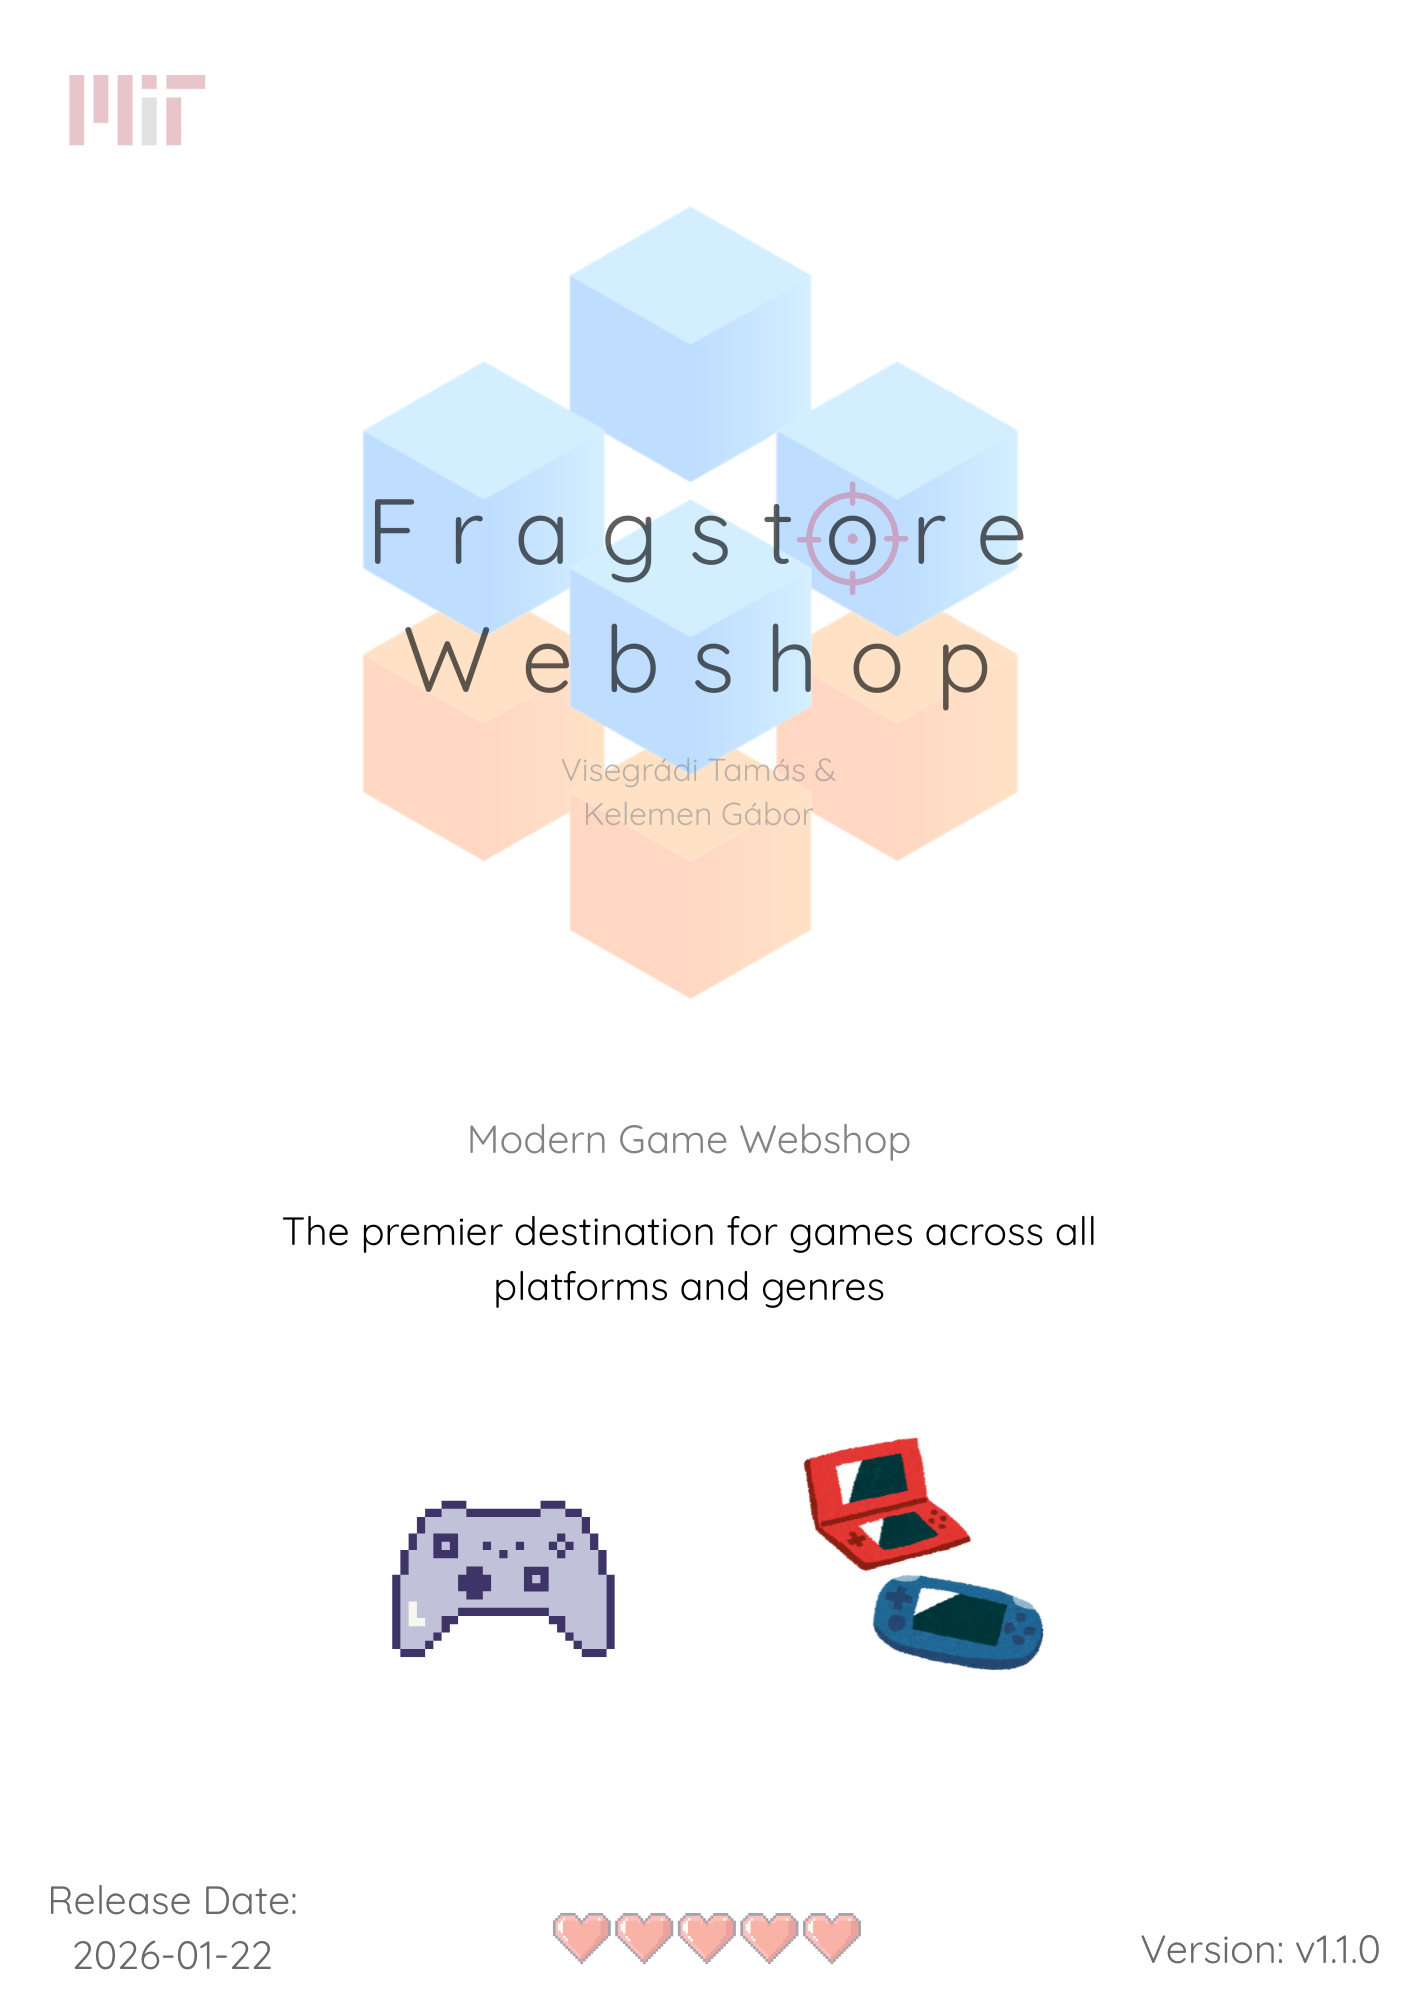 MiT
Fragstore
Webshop
Visegrádi Tamás &
Kelemen Gábor
Modern Game Webshop
The premier destination for games across all
platforms and genres
Release Date:
2026-01-22
Version: v1.1.0